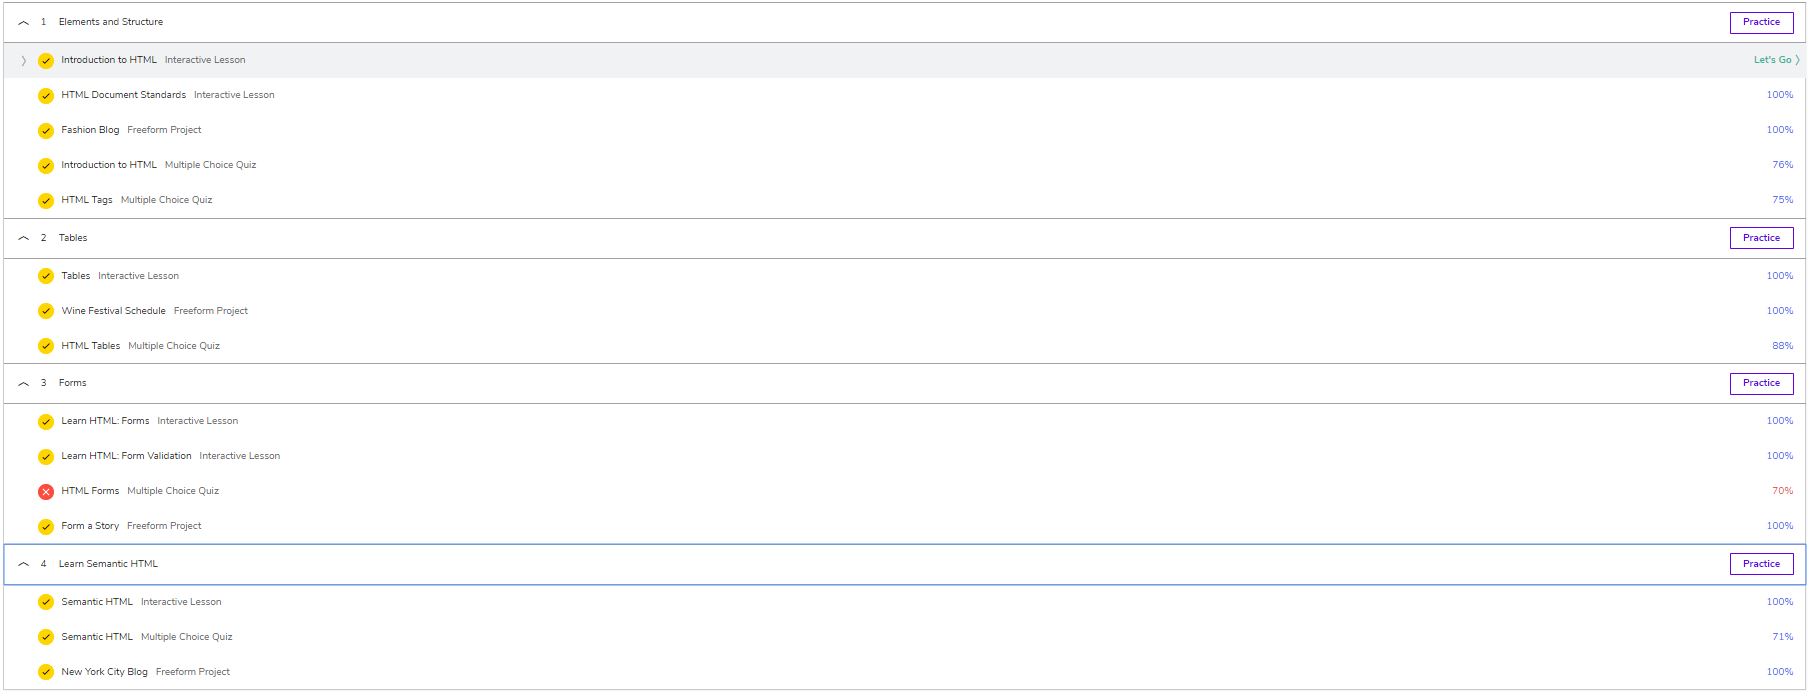 1 Elements and Structure Practice
Introduction to HTML Interactive Lesson Let's Go
HTML Document Standards Interactive Lesson 100%
Fashion Blog Freeform Project 100%
Introduction to HTML Multiple Choice Quiz 76%
HTML Tags Multiple Choice Quiz 75%
2 Tables Practice
Tables Interactive Lesson 100%
Wine Festival Schedule Freeform Project 100%
HTML Tables Multiple Choice Quiz 88%
3 Forms Practice
Learn HTML: Forms Interactive Lesson 100%
Learn HTML: Form Validation Interactive Lesson 100%
HTML Forms Multiple Choice Quiz 70%
Form a Story Freeform Project 100%
4 Learn Semantic HTML Practice
Semantic HTML Interactive Lesson 100%
Semantic HTML Multiple Choice Quiz 71%
New York City Blog Freeform Project 100%